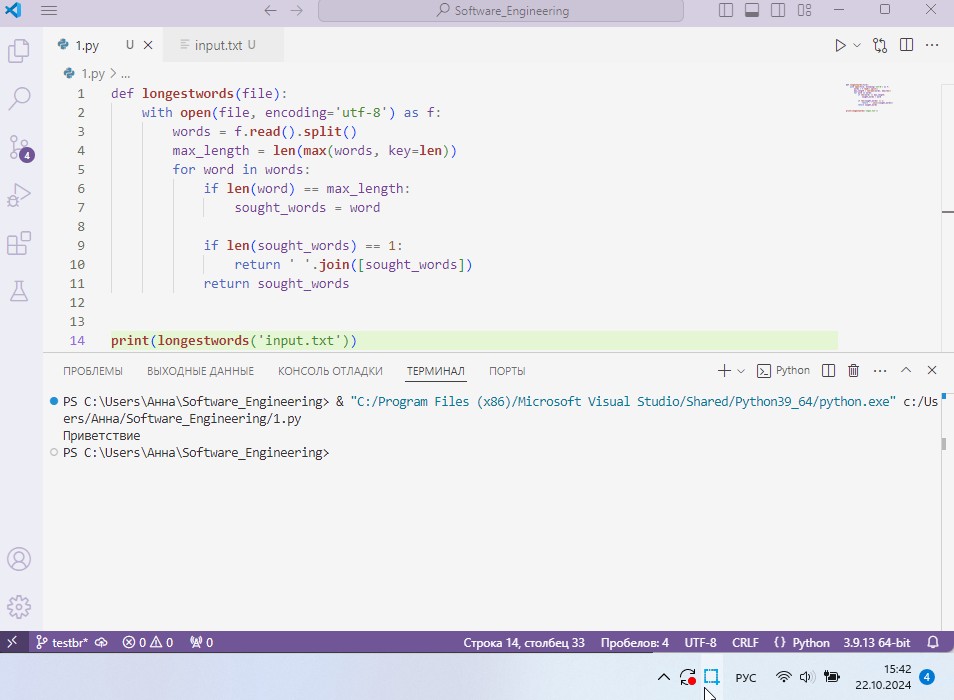 Software_Engineering
1.py U
input.txt U
1.py > ...
1 def longestwords(file):
2 with open(file, encoding='utf-8') as f:
3 words = f.read().split()
4 max_length = len(max(words, key=len))
5 for word in words:
6 if len(word) == max_length:
7 sought_words = word
8
9 if len(sought_words) == 1:
10 return ' '.join([sought_words])
11 return sought_words
12
13
14 print(longestwords('input.txt'))
4
ПРОБЛЕМЫ ВЫХОДНЫЕ ДАННЫЕ КОНСОЛЬ ОТЛАДКИ ТЕРМИНАЛ ПОРТЫ Python
PS C:\Users\Анна\Software_Engineering> & "C:/Program Files (x86)/Microsoft Visual Studio/Shared/Python39_64/python.exe" c:/Us
ers/Анна/Software_Engineering/1.py
Приветствие
PS C:\Users\Анна\Software_Engineering>
testbr* 0 0 0 Строка 14, столбец 33 Пробелов: 4 UTF-8 CRLF {} Python 3.9.13 64-bit
РУС 15:42
22.10.2024 4